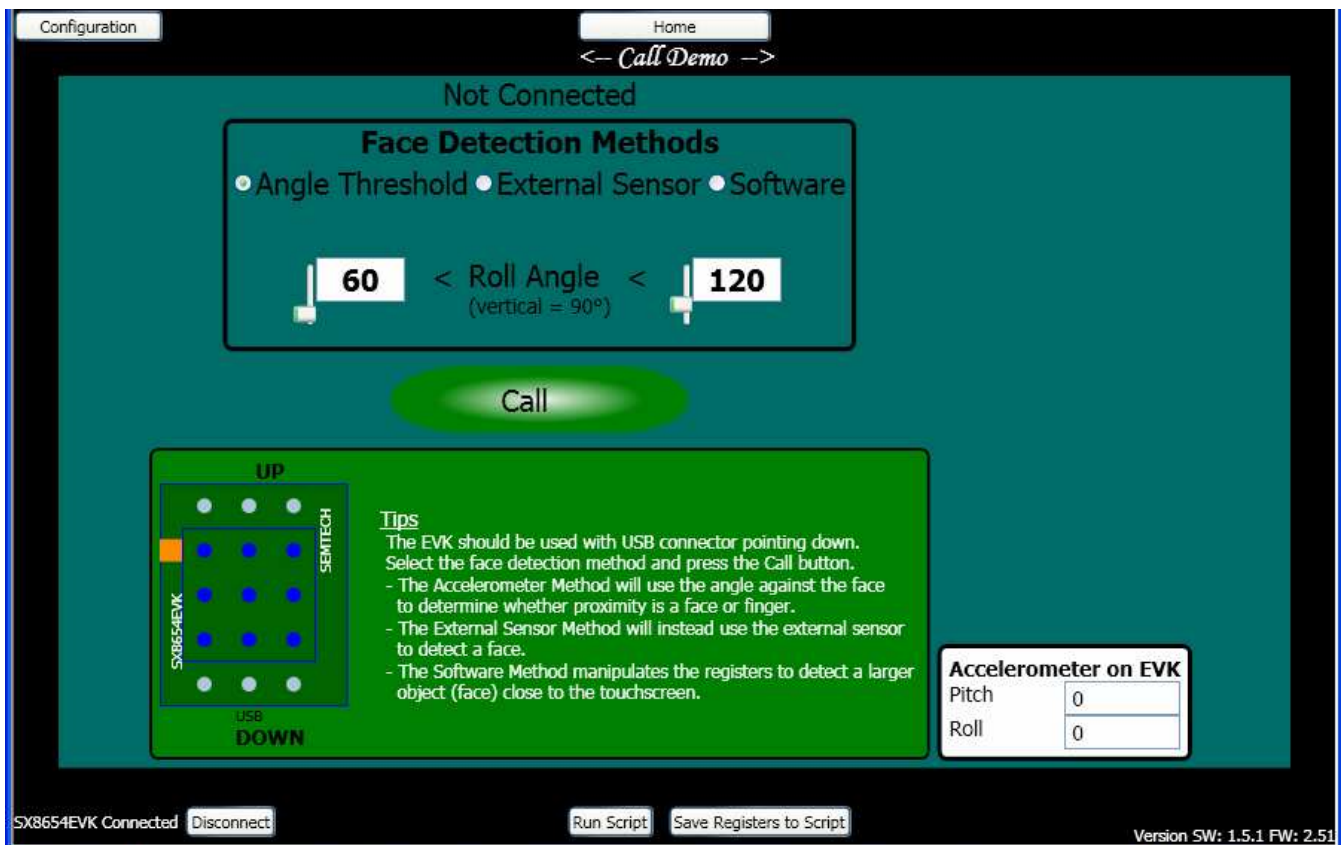 Configuration
Home
<-- Call Demo -->
Not Connected
Face Detection Methods
Angle Threshold External Sensor Software
60 < Roll Angle < 120
(vertical = 90º)
Call
UP
SEMTECH
SX8654EVK
USB
DOWN
Tips
The EVK should be used with USB connector pointing down.
Select the face detection method and press the Call button.
- The Accelerometer Method will use the angle against the face
to determine whether proximity is a face or finger.
- The External Sensor Method will instead use the external sensor
to detect a face.
- The Software Method manipulates the registers to detect a larger
object (face) close to the touchscreen.
Accelerometer on EVK
Pitch 0
Roll 0
SX8654EVK Connected Disconnect Run Script Save Registers to Script
Version SW: 1.5.1 FW: 2.51